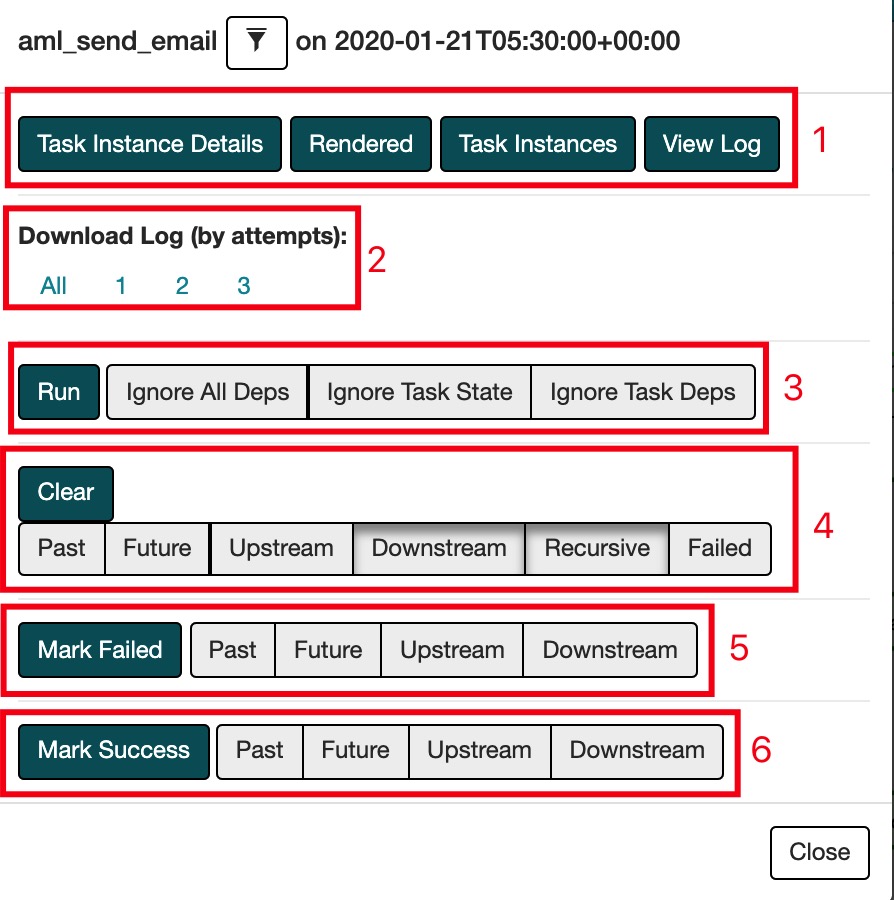 aml_send_email on 2020-01-21T05:30:00+00:00
Task Instance Details Rendered Task Instances View Log 1
Download Log (by attempts): 2
All 1 2 3
Run Ignore All Deps Ignore Task State Ignore Task Deps 3
Clear
Past Future Upstream Downstream Recursive Failed 4
Mark Failed Past Future Upstream Downstream 5
Mark Success Past Future Upstream Downstream 6
Close